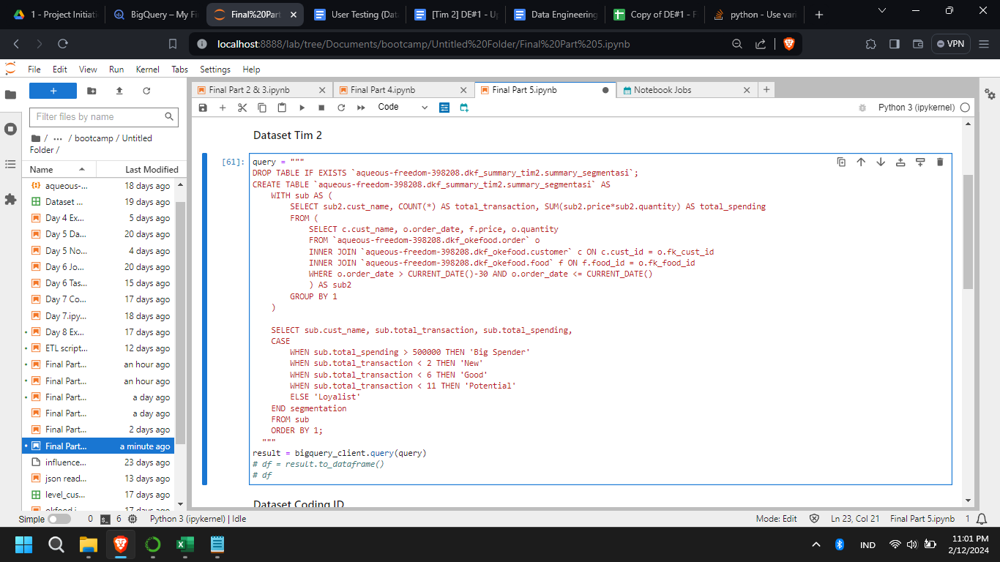 1 - Project Initiati
BigQuery – My Fi
Final%20Part
User Testing (Dat
[Tim 2] DE#1 - Up
Data Engineering
Copy of DE#1 - F
python - Use vari
localhost:8888/lab/tree/Documents/bootcamp/Untitled%20Folder/Final%20Part%205.ipynb
VPN
File Edit View Run Kernel Tabs Settings Help
Filter files by name
/ ... / bootcamp / Untitled
Folder /
Name Last Modified
aqueous-... 18 days ago
Dataset ... 19 days ago
Day 4 Ex... 5 days ago
Day 5 Da... 20 days ago
Day 5 No... 4 days ago
Day 6 Jo... 20 days ago
Day 6 Tas... 15 days ago
Day 7 Co... 17 days ago
Day 7.ipy... 18 days ago
Day 8 Ex... 17 days ago
ETL script... 12 days ago
Final Part... an hour ago
Final Part... an hour ago
Final Part... a day ago
Final Part... a day ago
Final Part... 2 days ago
Final Part... a minute ago
influence... 23 days ago
json read... 13 days ago
level_cus... 17 days ago
okfood.i... 17 days ago
Final Part 2 & 3.ipynb
Final Part 4.ipynb
Final Part 5.ipynb
Notebook Jobs
Code
Python 3 (ipykernel)
Dataset Tim 2
[61]:
query = """
DROP TABLE IF EXISTS `aqueous-freedom-398208.dkf_summary_tim2.summary_segmentasi`;
CREATE TABLE `aqueous-freedom-398208.dkf_summary_tim2.summary_segmentasi` AS
WITH sub AS (
SELECT sub2.cust_name, COUNT(*) AS total_transaction, SUM(sub2.price*sub2.quantity) AS total_spending
FROM (
SELECT c.cust_name, o.order_date, f.price, o.quantity
FROM `aqueous-freedom-398208.dkf_okefood.order` o
INNER JOIN `aqueous-freedom-398208.dkf_okefood.customer` c ON c.cust_id = o.fk_cust_id
INNER JOIN `aqueous-freedom-398208.dkf_okefood.food` f ON f.food_id = o.fk_food_id
WHERE o.order_date > CURRENT_DATE()-30 AND o.order_date <= CURRENT_DATE()
) AS sub2
GROUP BY 1
)
SELECT sub.cust_name, sub.total_transaction, sub.total_spending,
CASE
WHEN sub.total_spending > 500000 THEN 'Big Spender'
WHEN sub.total_transaction < 2 THEN 'New'
WHEN sub.total_transaction < 6 THEN 'Good'
WHEN sub.total_transaction < 11 THEN 'Potential'
ELSE 'Loyalist'
END segmentation
FROM sub
ORDER BY 1;
"""
result = bigquery_client.query(query)
# df = result.to_dataframe()
# df
Dataset Coding ID
Simple 0 6 Python 3 (ipykernel) | Idle
Mode: Edit Ln 23, Col 21 Final Part 5.ipynb 1
IND
11:01 PM
2/12/2024